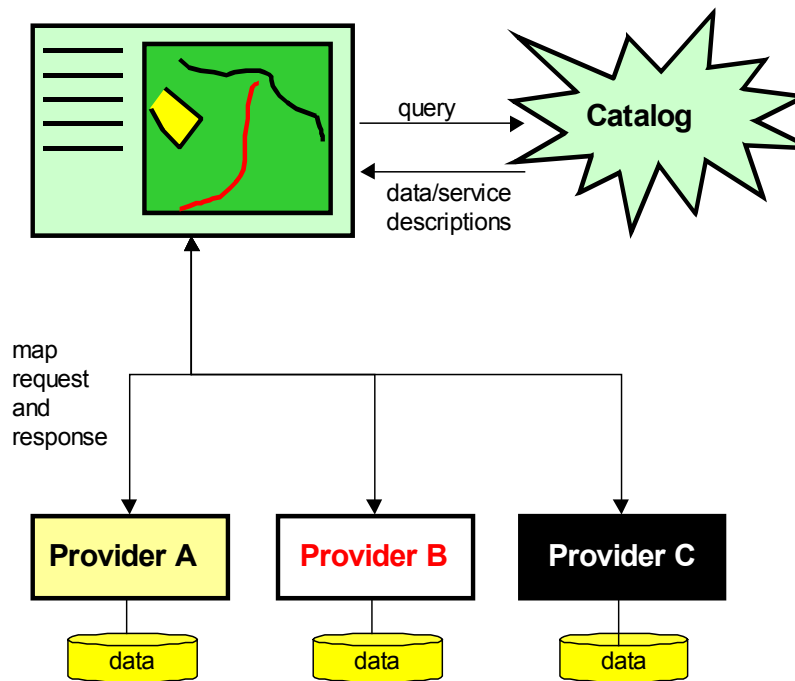 query
Catalog
data/service
descriptions
map
request
and
response
Provider A
Provider B
Provider C
data
data
data